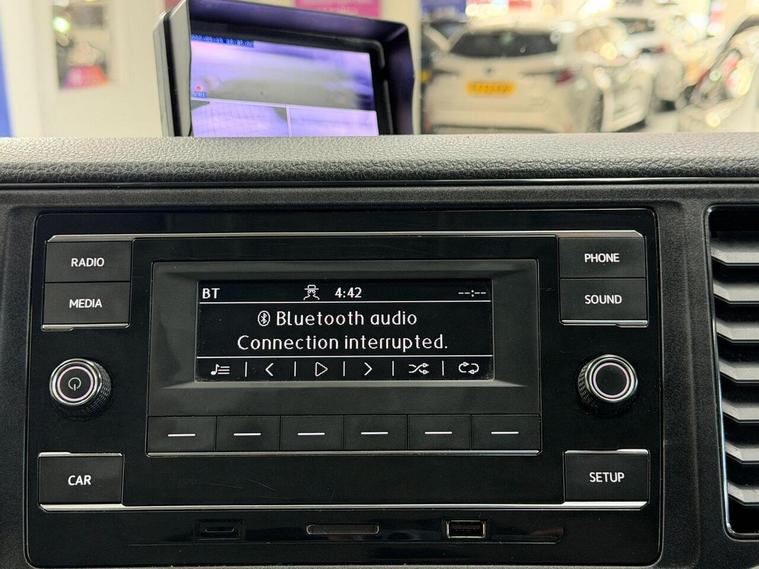 RADIO
MEDIA
PHONE
SOUND
BT 4:42 --:--
Bluetooth audio
Connection interrupted.
CAR
SETUP